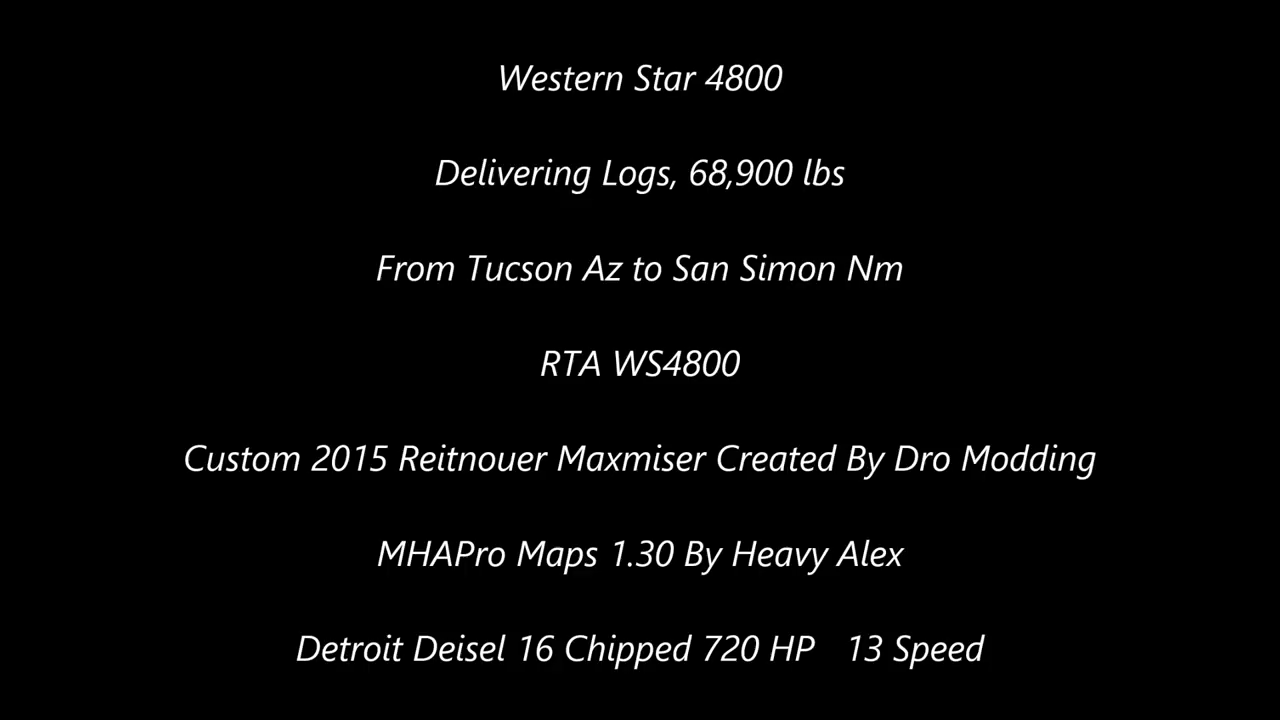 Western Star 4800
Delivering Logs, 68,900 lbs
From Tucson Az to San Simon Nm
RTA WS4800
Custom 2015 Reitnouer Maxmiser Created By Dro Modding
MHAPro Maps 1.30 By Heavy Alex
Detroit Deisel 16 Chipped 720 HP   13 Speed